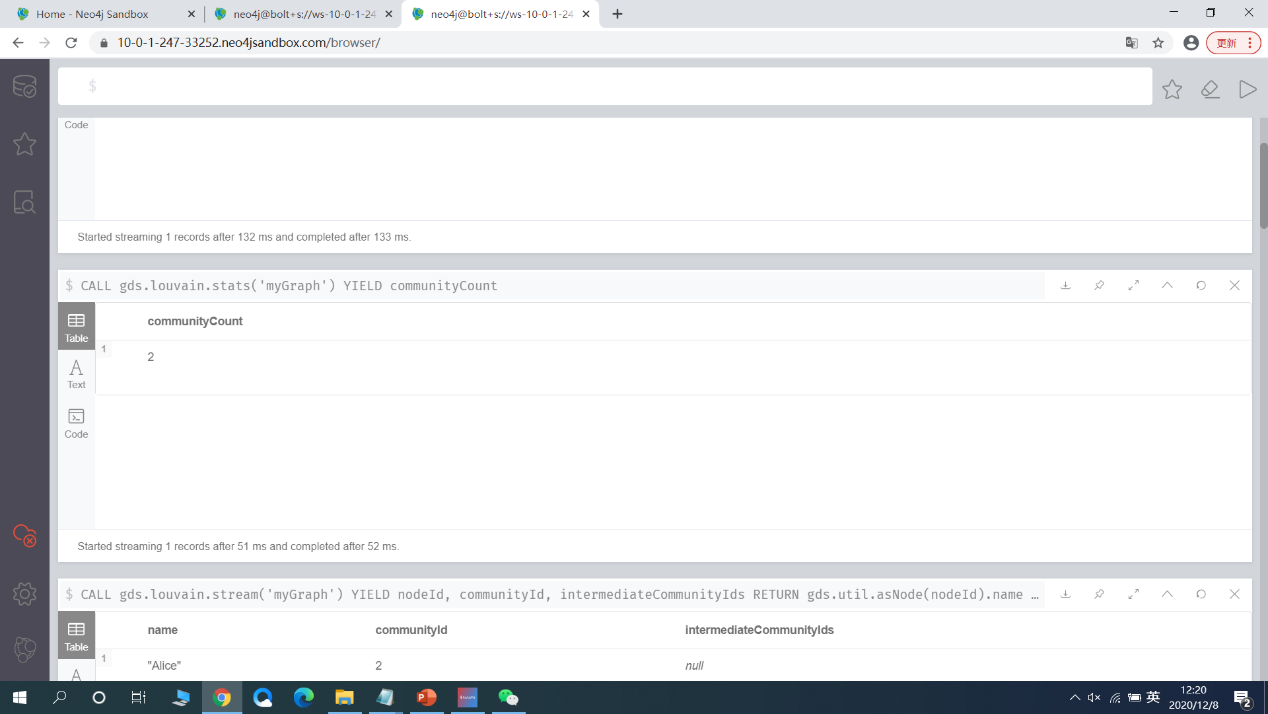 Home - Neo4j Sandbox
neo4j@bolt+s://ws-10-0-1-24
neo4j@bolt+s://ws-10-0-1-24
10-0-1-247-33252.neo4jsandbox.com/browser/
更新
$
Code
Started streaming 1 records after 132 ms and completed after 133 ms.
$ CALL gds.louvain.stats('myGraph') YIELD communityCount
Table
communityCount
1
2
Text
Code
Started streaming 1 records after 51 ms and completed after 52 ms.
$ CALL gds.louvain.stream('myGraph') YIELD nodeId, communityId, intermediateCommunityIds RETURN gds.util.asNode(nodeId).name …
Table
name communityId intermediateCommunityIds
1
"Alice" 2 null
A
英
12:20
2020/12/8
2